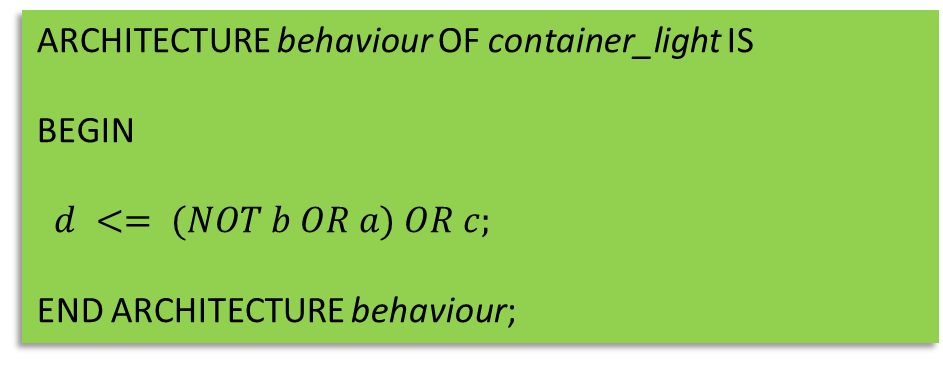 ARCHITECTURE behaviour OF container_light IS
BEGIN
d <= (NOT b OR a) OR c;
END ARCHITECTURE behaviour;